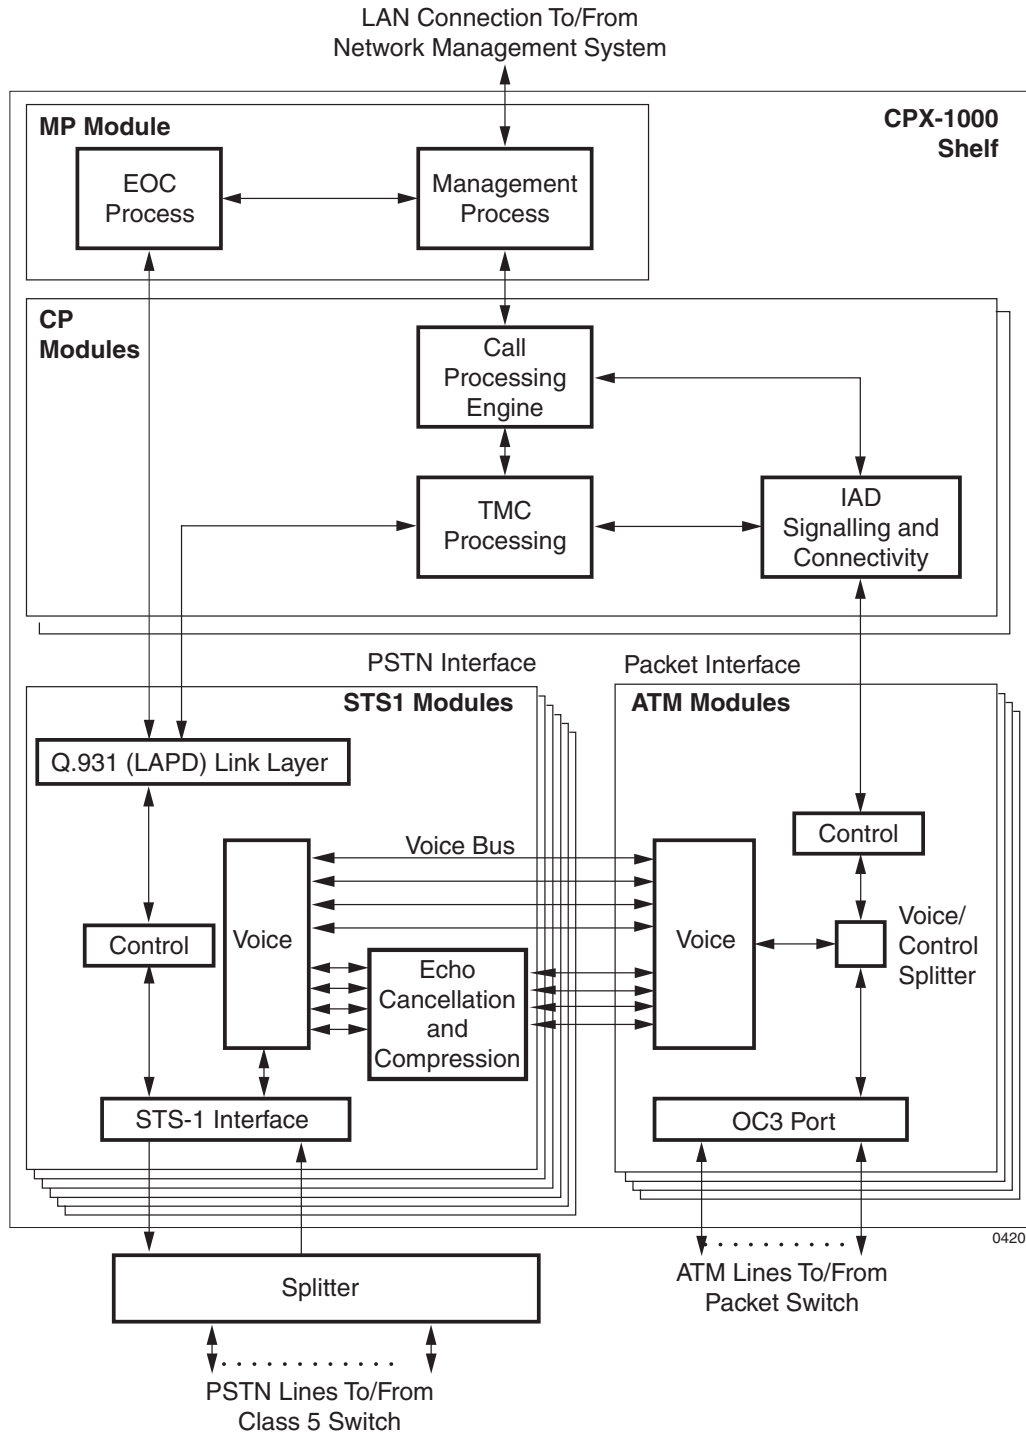 LAN Connection To/From
Network Management System
MP Module
CPX-1000
Shelf
EOC
Process
Management
Process
CP
Modules
Call
Processing
Engine
TMC
Processing
IAD
Signalling and
Connectivity
PSTN Interface
Packet Interface
STS1 Modules
ATM Modules
Q.931 (LAPD) Link Layer
Control
Voice Bus
Control
Voice
Voice
Voice/
Control
Splitter
Echo
Cancellation
and
Compression
STS-1 Interface
OC3 Port
0420
Splitter
ATM Lines To/From
Packet Switch
PSTN Lines To/From
Class 5 Switch